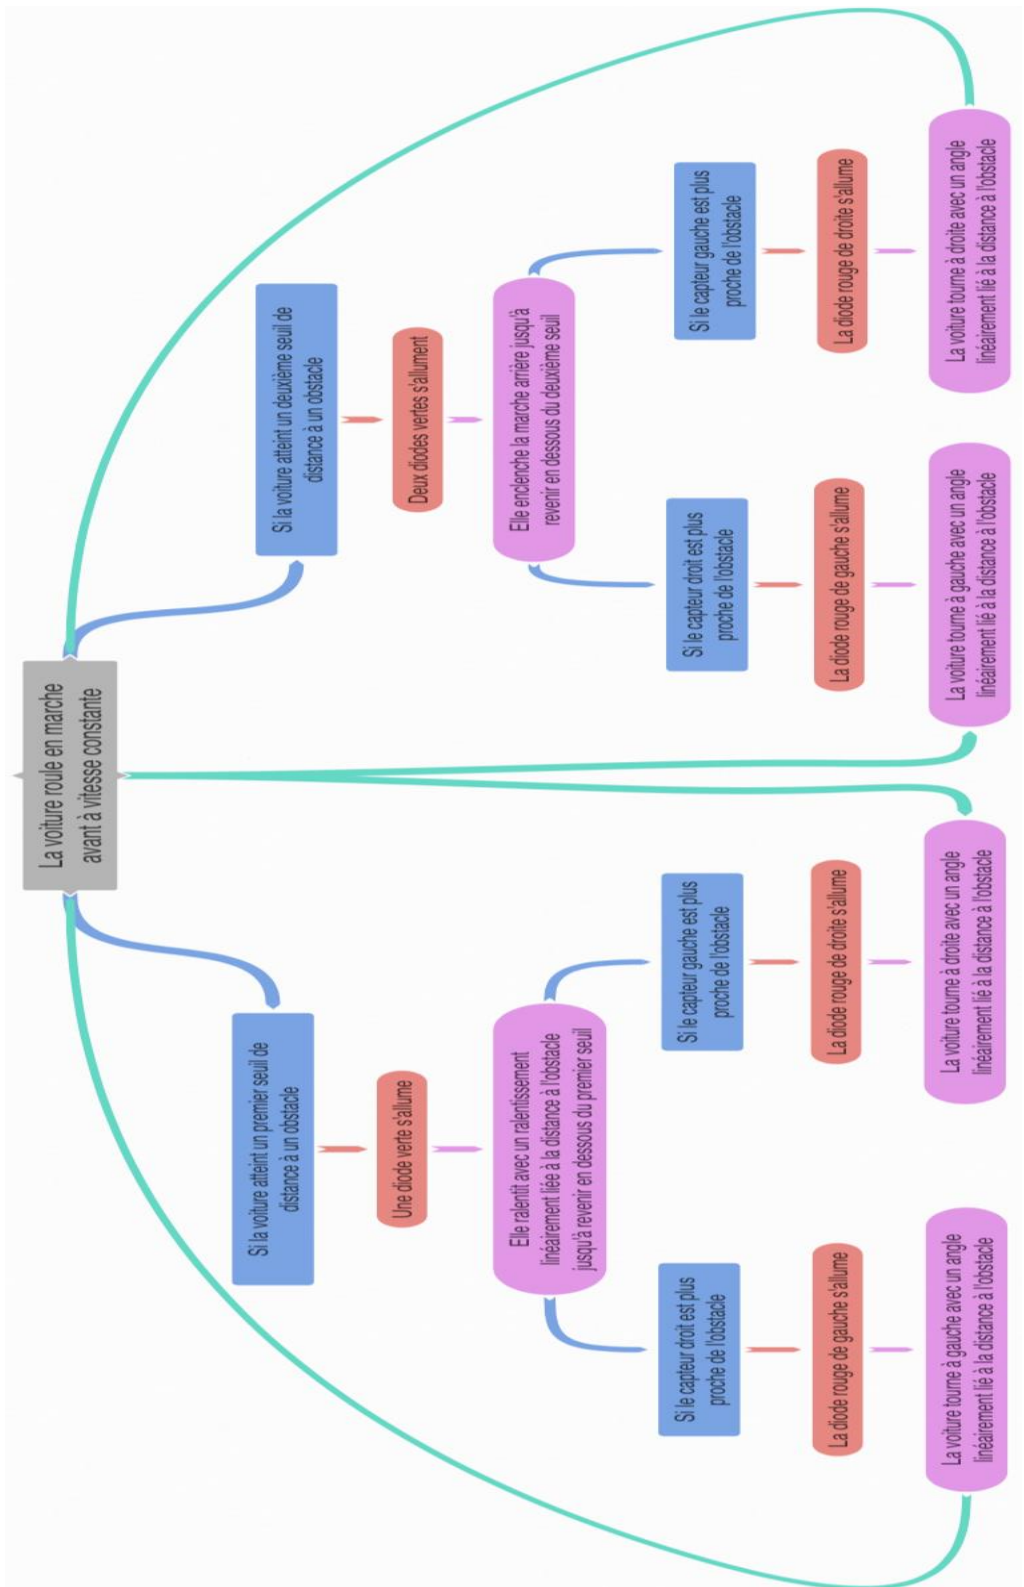 La voiture roule en marche
avant à vitesse constante
Si la voiture atteint un premier seuil de
distance à un obstacle
Une diode verte s'allume
Elle ralentit avec un ralentissement
linéairement liée à la distance à l'obstacle
jusqu'à revenir en dessous du premier seuil
Si le capteur droit est plus
proche de l'obstacle
La diode rouge de gauche s'allume
La voiture tourne à gauche avec un angle
linéairement lié à la distance à l'obstacle
Si le capteur gauche est plus
proche de l'obstacle
La diode rouge de droite s'allume
La voiture tourne à droite avec un angle
linéairement lié à la distance à l'obstacle
Si la voiture atteint un deuxième seuil de
distance à un obstacle
Deux diodes vertes s'allument
Elle enclenche la marche arrière jusqu'à
revenir en dessous du deuxième seuil
Si le capteur droit est plus
proche de l'obstacle
La diode rouge de gauche s'allume
La voiture tourne à gauche avec un angle
linéairement lié à la distance à l'obstacle
Si le capteur gauche est plus
proche de l'obstacle
La diode rouge de droite s'allume
La voiture tourne à droite avec un angle
linéairement lié à la distance à l'obstacle